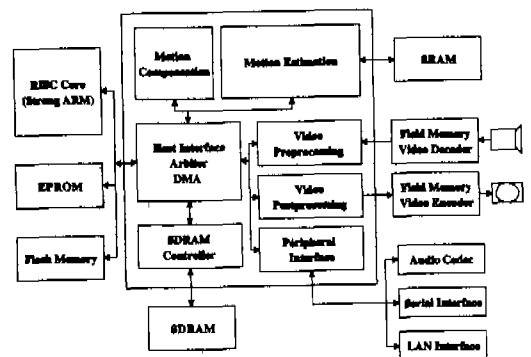 Motion
Compensation
Motion Estimation
SRAM
RISC Core
(Strong ARM)
Host Interface
Arbiter
DMA
Video
Preprocessing
Field Memory
Video Decoder
EPROM
Video
Postprocessing
Field Memory
Video Encoder
Flash Memory
SDRAM
Controller
Peripheral
Interface
Audio Codec
Serial Interface
SDRAM
LAN Interface